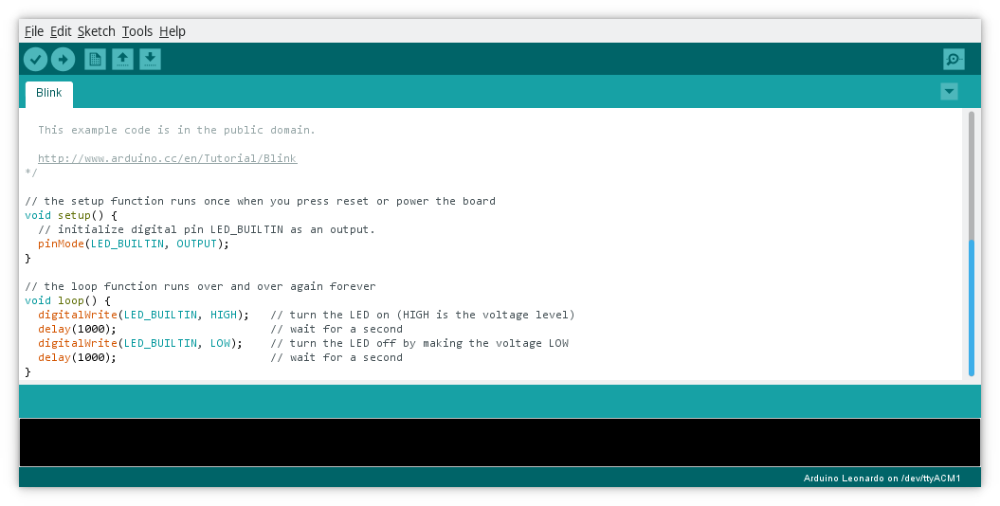 File Edit Sketch Tools Help
Blink
This example code is in the public domain.
http://www.arduino.cc/en/Tutorial/Blink
*/
// the setup function runs once when you press reset or power the board
void setup() {
  // initialize digital pin LED_BUILTIN as an output.
  pinMode(LED_BUILTIN, OUTPUT);
}
// the loop function runs over and over again forever
void loop() {
  digitalWrite(LED_BUILTIN, HIGH);   // turn the LED on (HIGH is the voltage level)
  delay(1000);                       // wait for a second
  digitalWrite(LED_BUILTIN, LOW);    // turn the LED off by making the voltage LOW
  delay(1000);                       // wait for a second
}
Arduino Leonardo on /dev/ttyACM1